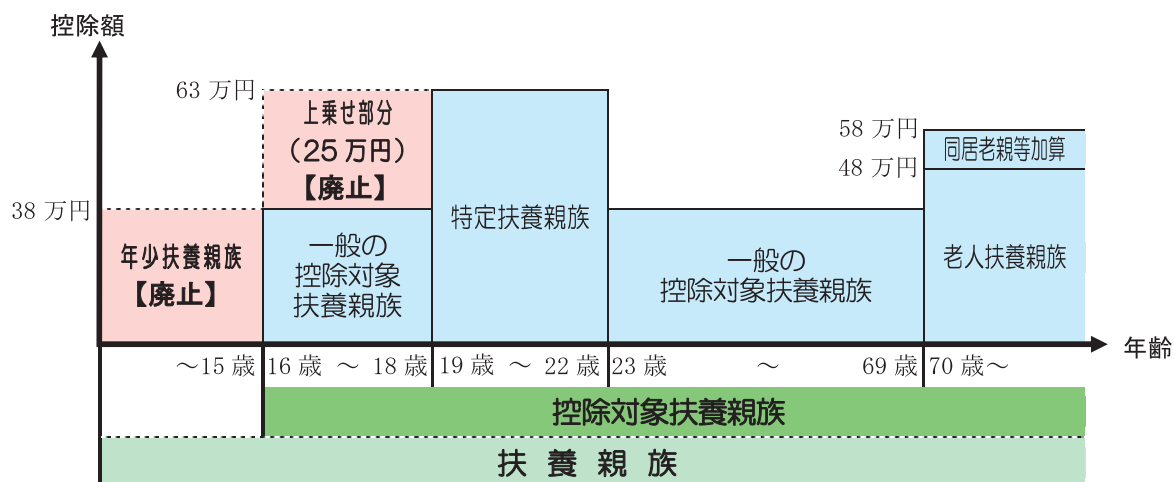 控除額
63 万円
上乗せ部分
(25万円)
【廃止】
58 万円
同居老親等加算
48 万円
38 万円
特定扶養親族
年少扶養親族
【廃止】
一般の
控除対象
扶養親族
一般の
控除対象扶養親族
老人扶養親族
～15 歳
16 歳 ～ 18 歳
19 歳 ～ 22 歳
23 歳 ～ 69 歳
70 歳～
年齢
控除対象扶養親族
扶養親族